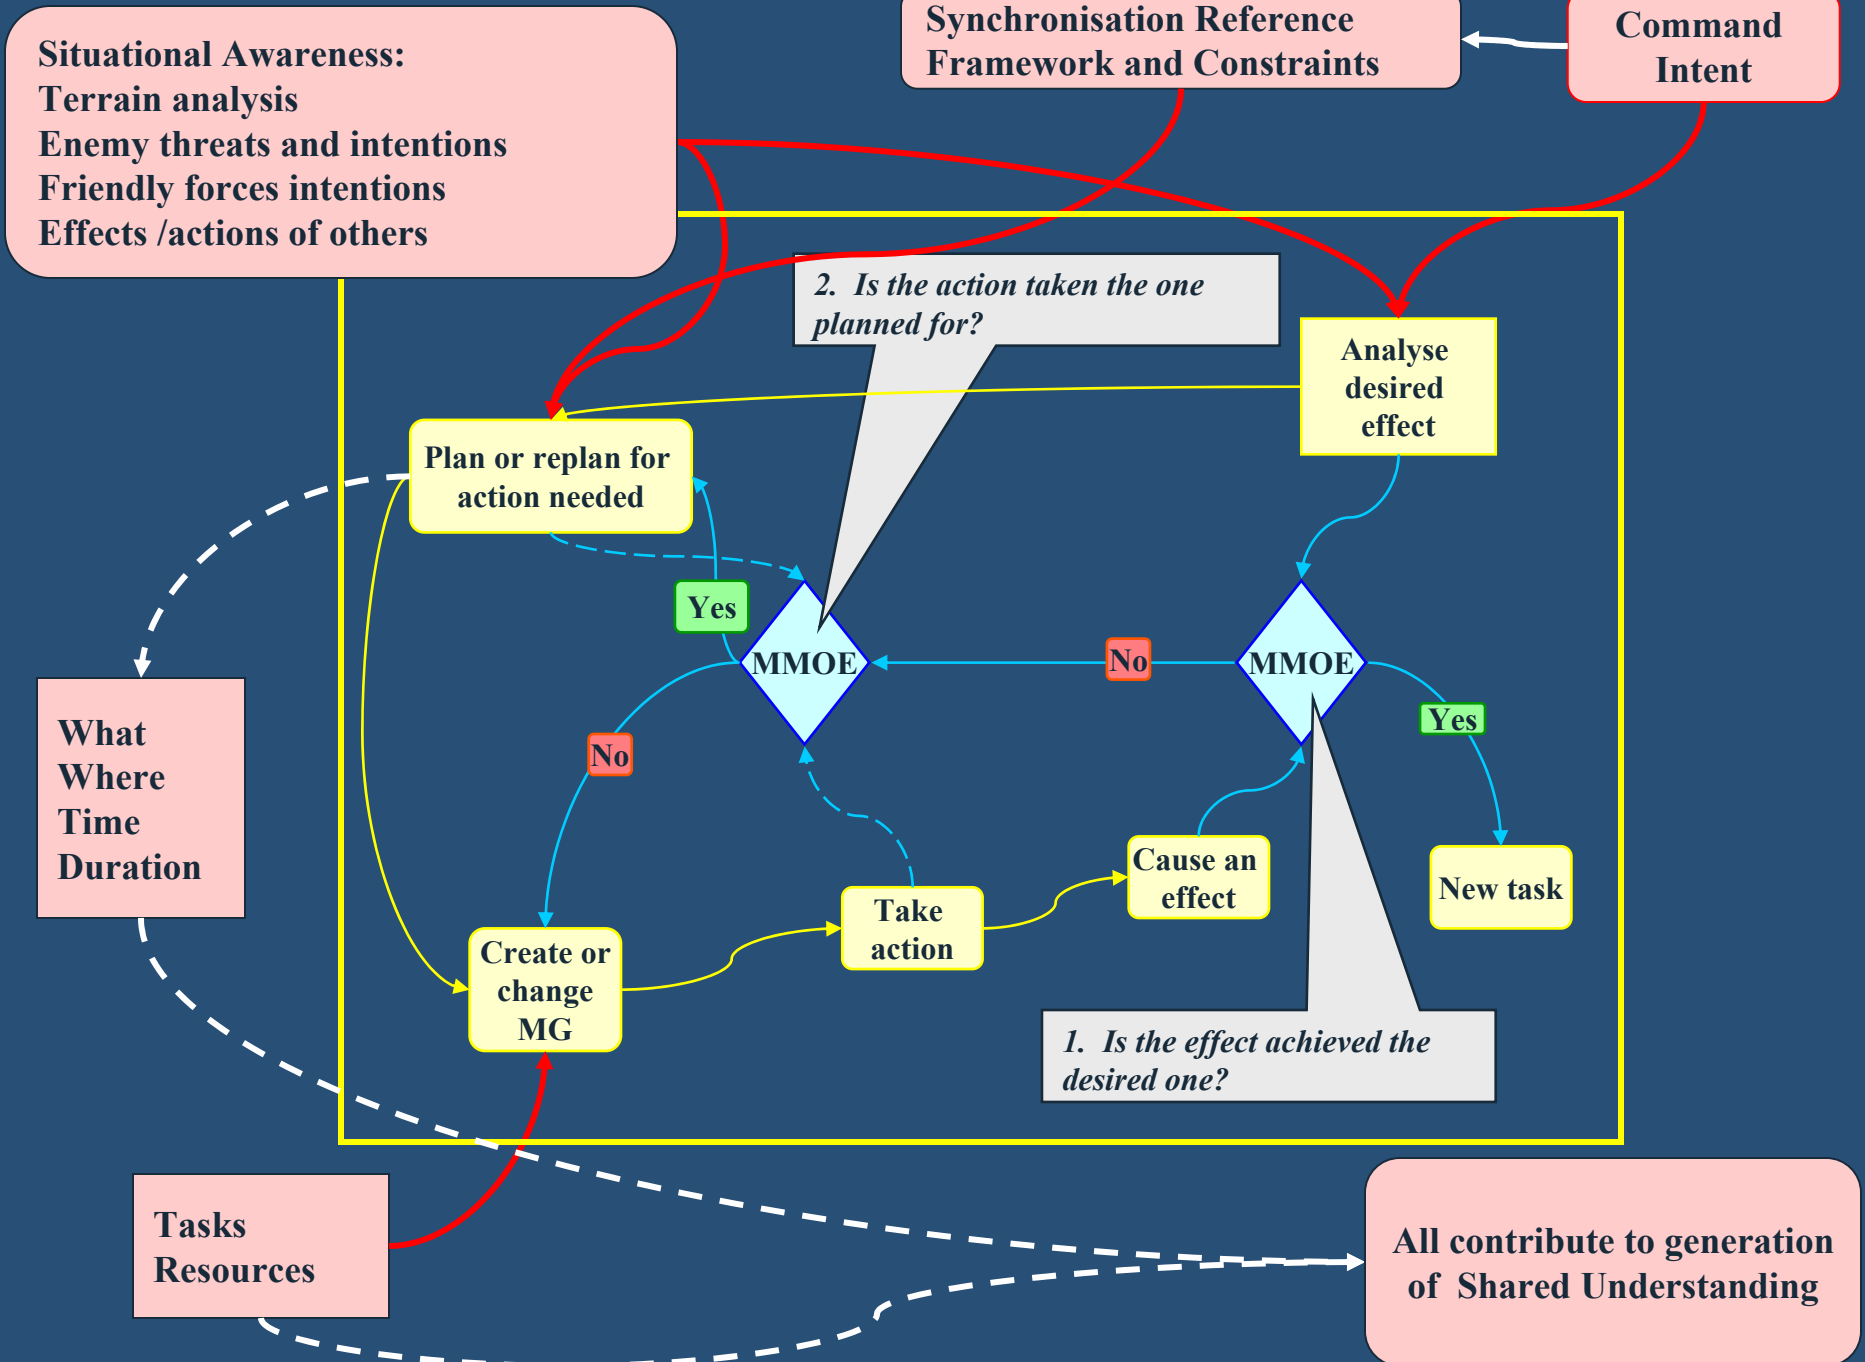 Situational Awareness:
Terrain analysis
Enemy threats and intentions
Friendly forces intentions
Effects /actions of others
Synchronisation Reference
Framework and Constraints
Command
Intent
2. Is the action taken the one
planned for?
Analyse
desired
effect
Plan or replan for
action needed
Yes
MMOE
No
MMOE
Yes
No
What
Where
Time
Duration
Cause an
effect
New task
Take
action
Create or
change
MG
1. Is the effect achieved the
desired one?
Tasks
Resources
All contribute to generation
of Shared Understanding